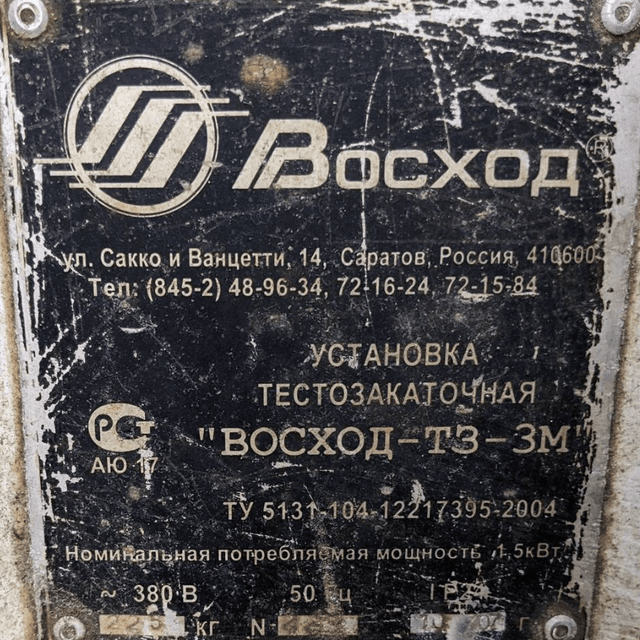 ВОСХОД®
ул. Сакко и Ванцетти, 14, Саратов, Россия, 410600
Тел: (845-2) 48-96-34, 72-16-24, 72-15-84
УСТАНОВКА
ТЕСТОЗАКАТОЧНАЯ
"ВОСХОД-ТЗ-3М"
РСТ
АЮ 17
ТУ 5131-104-12217395-2004
Номинальная потребляемая мощность 1,5кВт
~ 380 В 50 Гц IP
кг N г